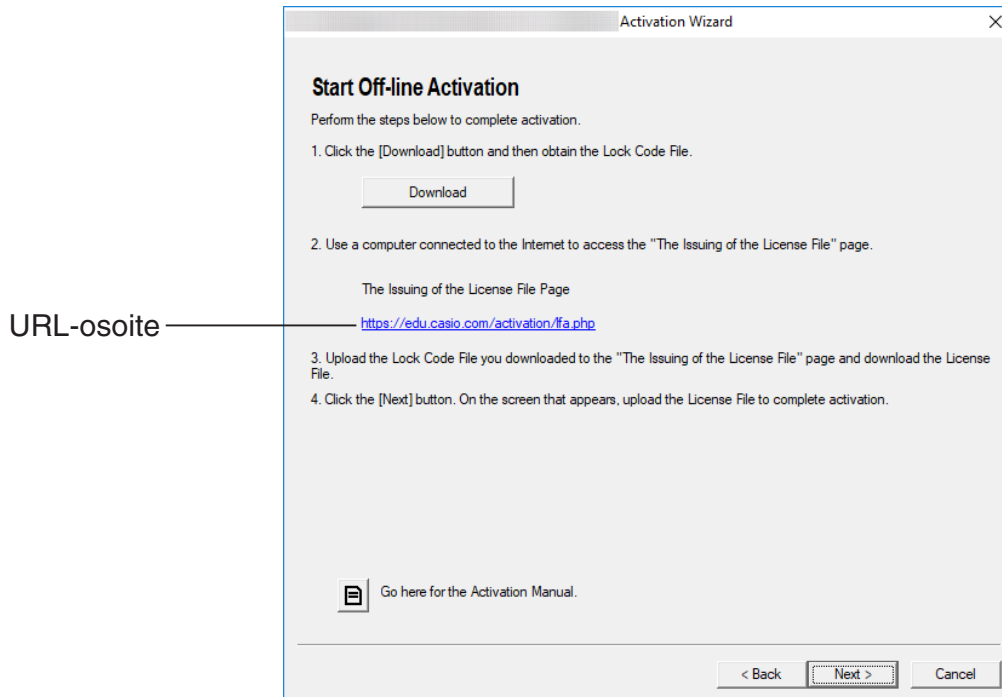 Activation Wizard
Start Off-line Activation
Perform the steps below to complete activation.
1. Click the [Download] button and then obtain the Lock Code File.
Download
2. Use a computer connected to the Internet to access the "The Issuing of the License File" page.
The Issuing of the License File Page
URL-osoite
https://edu.casio.com/activation/lfa.php
3. Upload the Lock Code File you downloaded to the "The Issuing of the License File" page and download the License
File.
4. Click the [Next] button. On the screen that appears, upload the License File to complete activation.
Go here for the Activation Manual.
< Back Next > Cancel